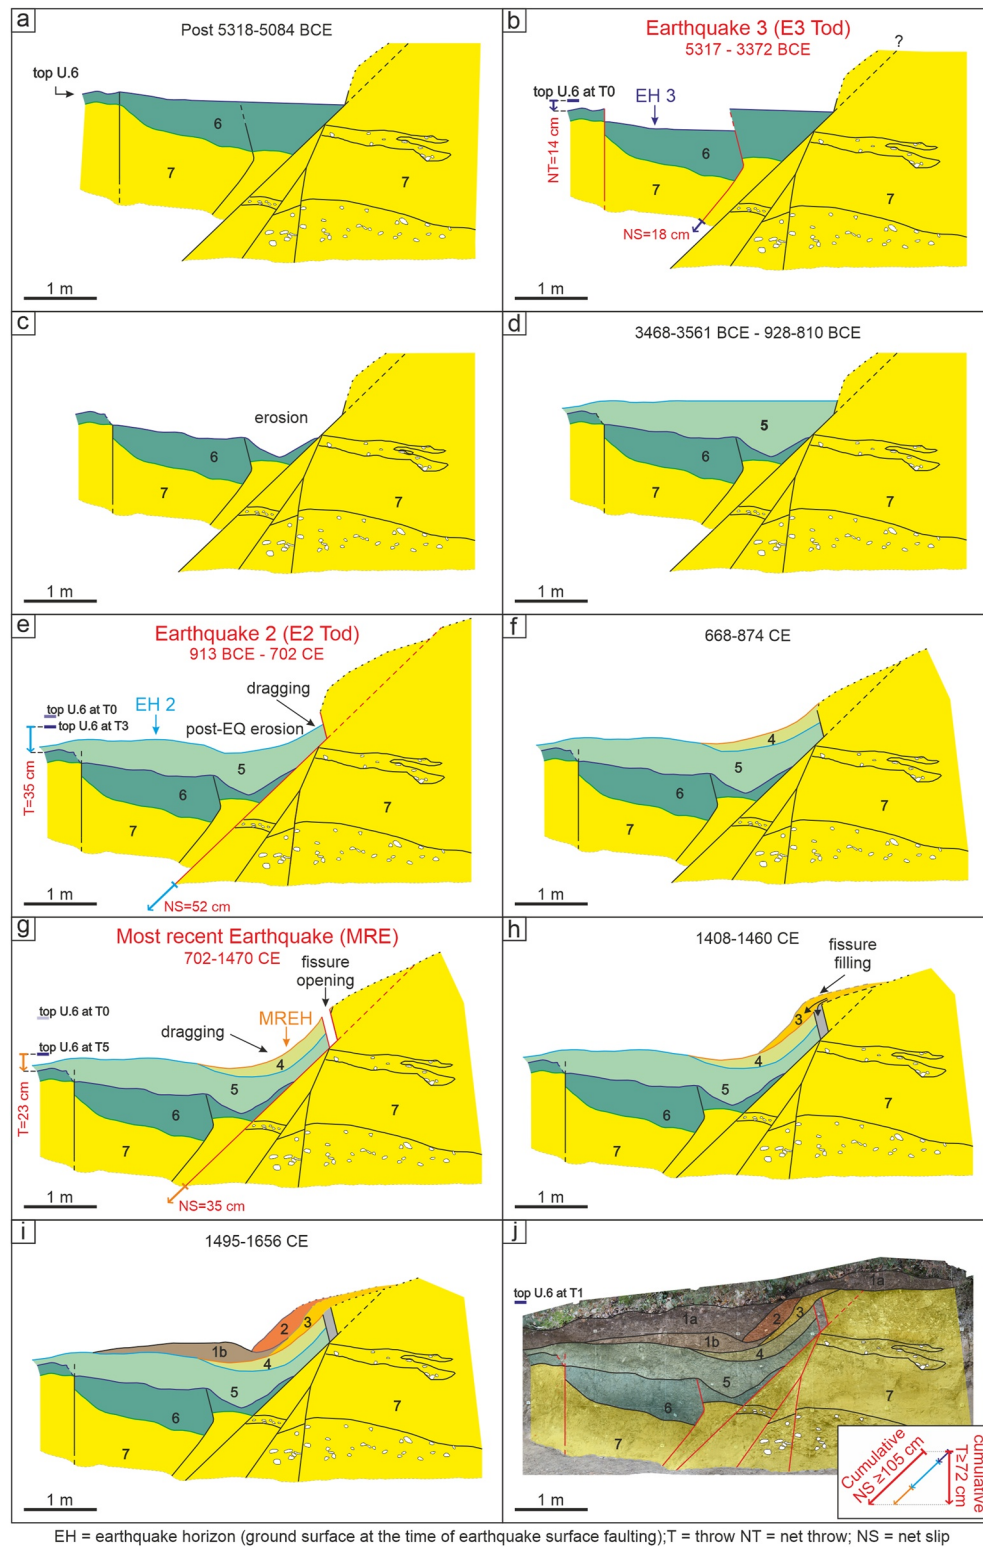 a
Post 5318-5084 BCE
top U.6
6
7
7
1 m
b
Earthquake 3 (E3 Tod)
5317 - 3372 BCE
?
top U.6 at T0
EH 3
NT=14 cm
6
7
7
NS=18 cm
1 m
c
erosion
6
7
7
1 m
d
3468-3561 BCE - 928-810 BCE
5
6
7
7
1 m
e
Earthquake 2 (E2 Tod)
913 BCE - 702 CE
dragging
top U.6 at T0
EH 2
top U.6 at T3
post-EQ erosion
T=35 cm
5
6
7
7
NS=52 cm
1 m
f
668-874 CE
4
5
6
7
7
1 m
g
Most recent Earthquake (MRE)
702-1470 CE
fissure
opening
top U.6 at T0
MREH
dragging
top U.6 at T5
4
T=23 cm
5
6
7
7
NS=35 cm
1 m
h
1408-1460 CE
fissure
filling
3
4
5
6
7
7
1 m
i
1495-1656 CE
2
3
1b
4
5
6
7
7
1 m
j
top U.6 at T1
1a
1a
2
3
1b
4
5
6
7
7
Cumulative
NS ≥105 cm
cumulative
T≥72 cm
1 m
EH = earthquake horizon (ground surface at the time of earthquake surface faulting);T = throw NT = net throw; NS = net slip